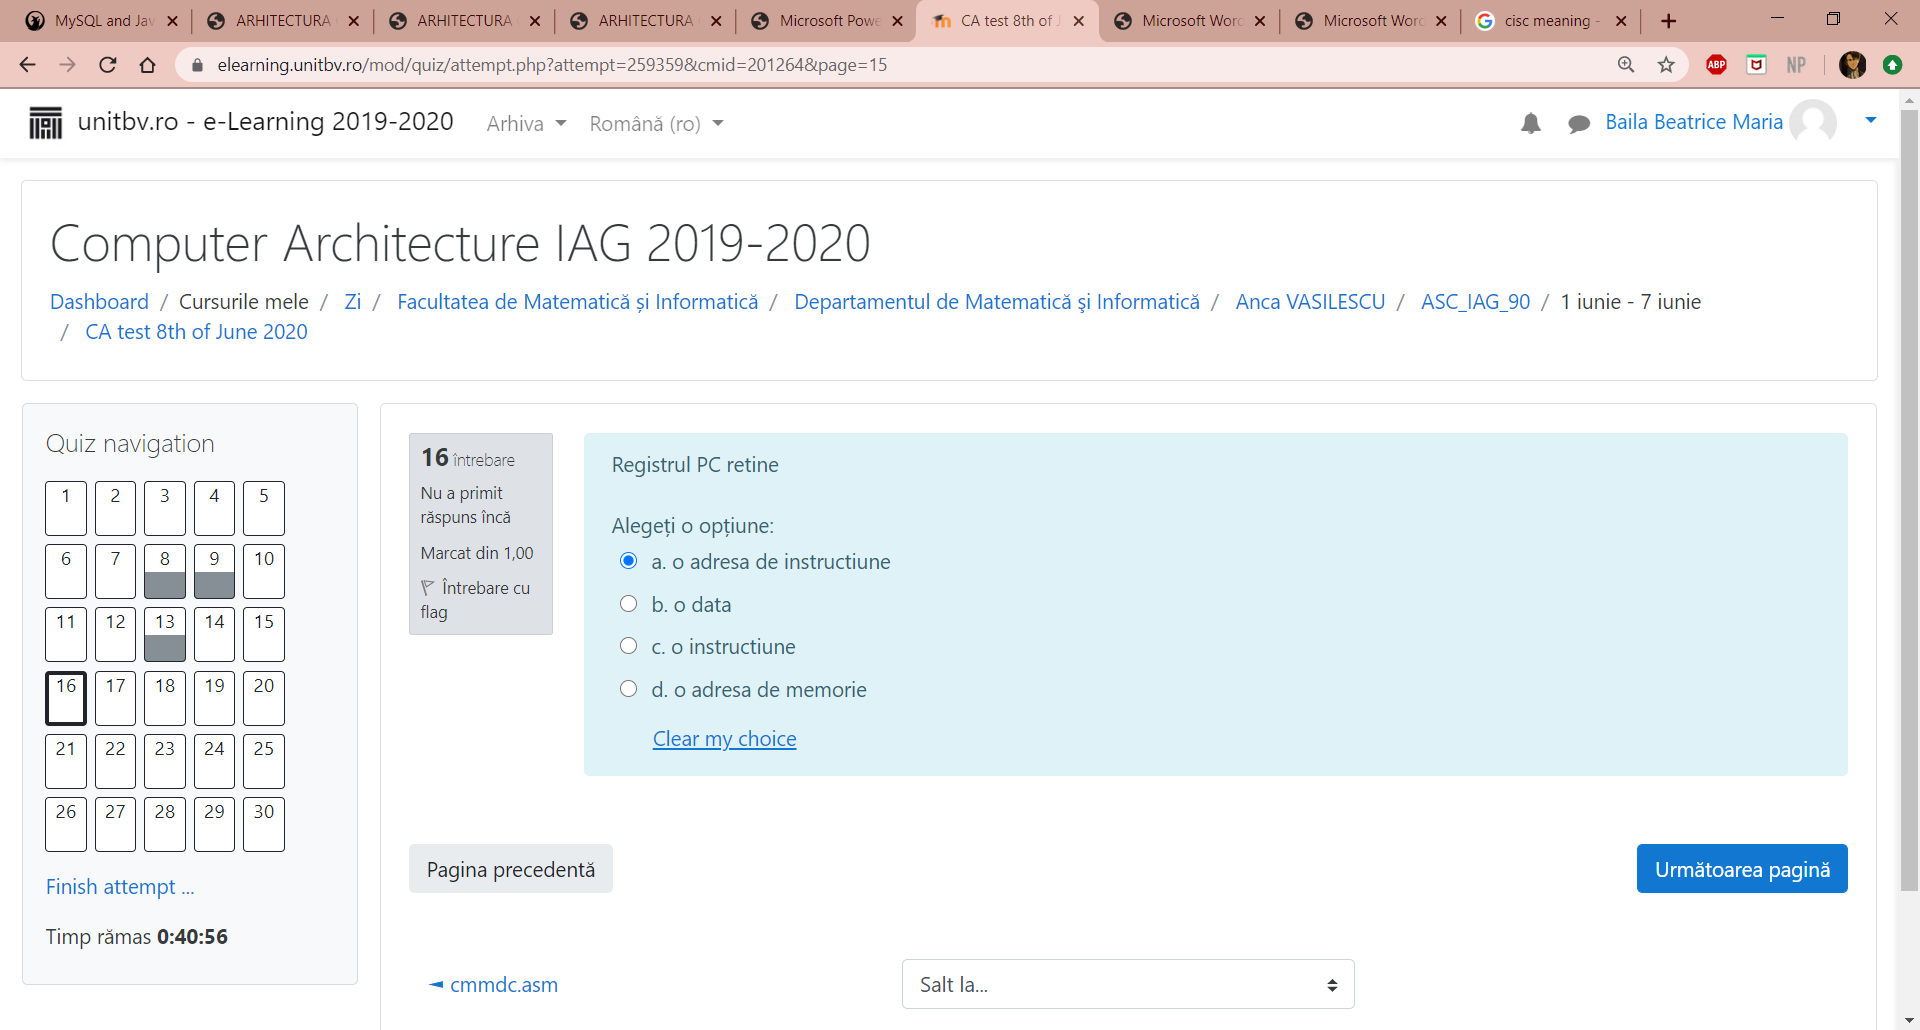 MySQL and Jav
ARHITECTURA
ARHITECTURA
ARHITECTURA
Microsoft Powe
CA test 8th of J
Microsoft Word
Microsoft Word
cisc meaning -
elearning.unitbv.ro/mod/quiz/attempt.php?attempt=259359&cmid=201264&page=15
ABP
NP
unitbv.ro - e-Learning 2019-2020
Arhiva
Română (ro)
Baila Beatrice Maria
Computer Architecture IAG 2019-2020
Dashboard / Cursurile mele / Zi / Facultatea de Matematică și Informatică / Departamentul de Matematică şi Informatică / Anca VASILESCU / ASC_IAG_90 / 1 iunie - 7 iunie
/ CA test 8th of June 2020
Quiz navigation
1 2 3 4 5
6 7 8 9 10
11 12 13 14 15
16 17 18 19 20
21 22 23 24 25
26 27 28 29 30
Finish attempt ...
Timp rămas 0:40:56
16 întrebare
Nu a primit
răspuns încă
Marcat din 1,00
Întrebare cu
flag
Registrul PC retine
Alegeți o opțiune:
a. o adresa de instructiune
b. o data
c. o instructiune
d. o adresa de memorie
Clear my choice
Pagina precedentă
Următoarea pagină
◄ cmmdc.asm
Salt la...